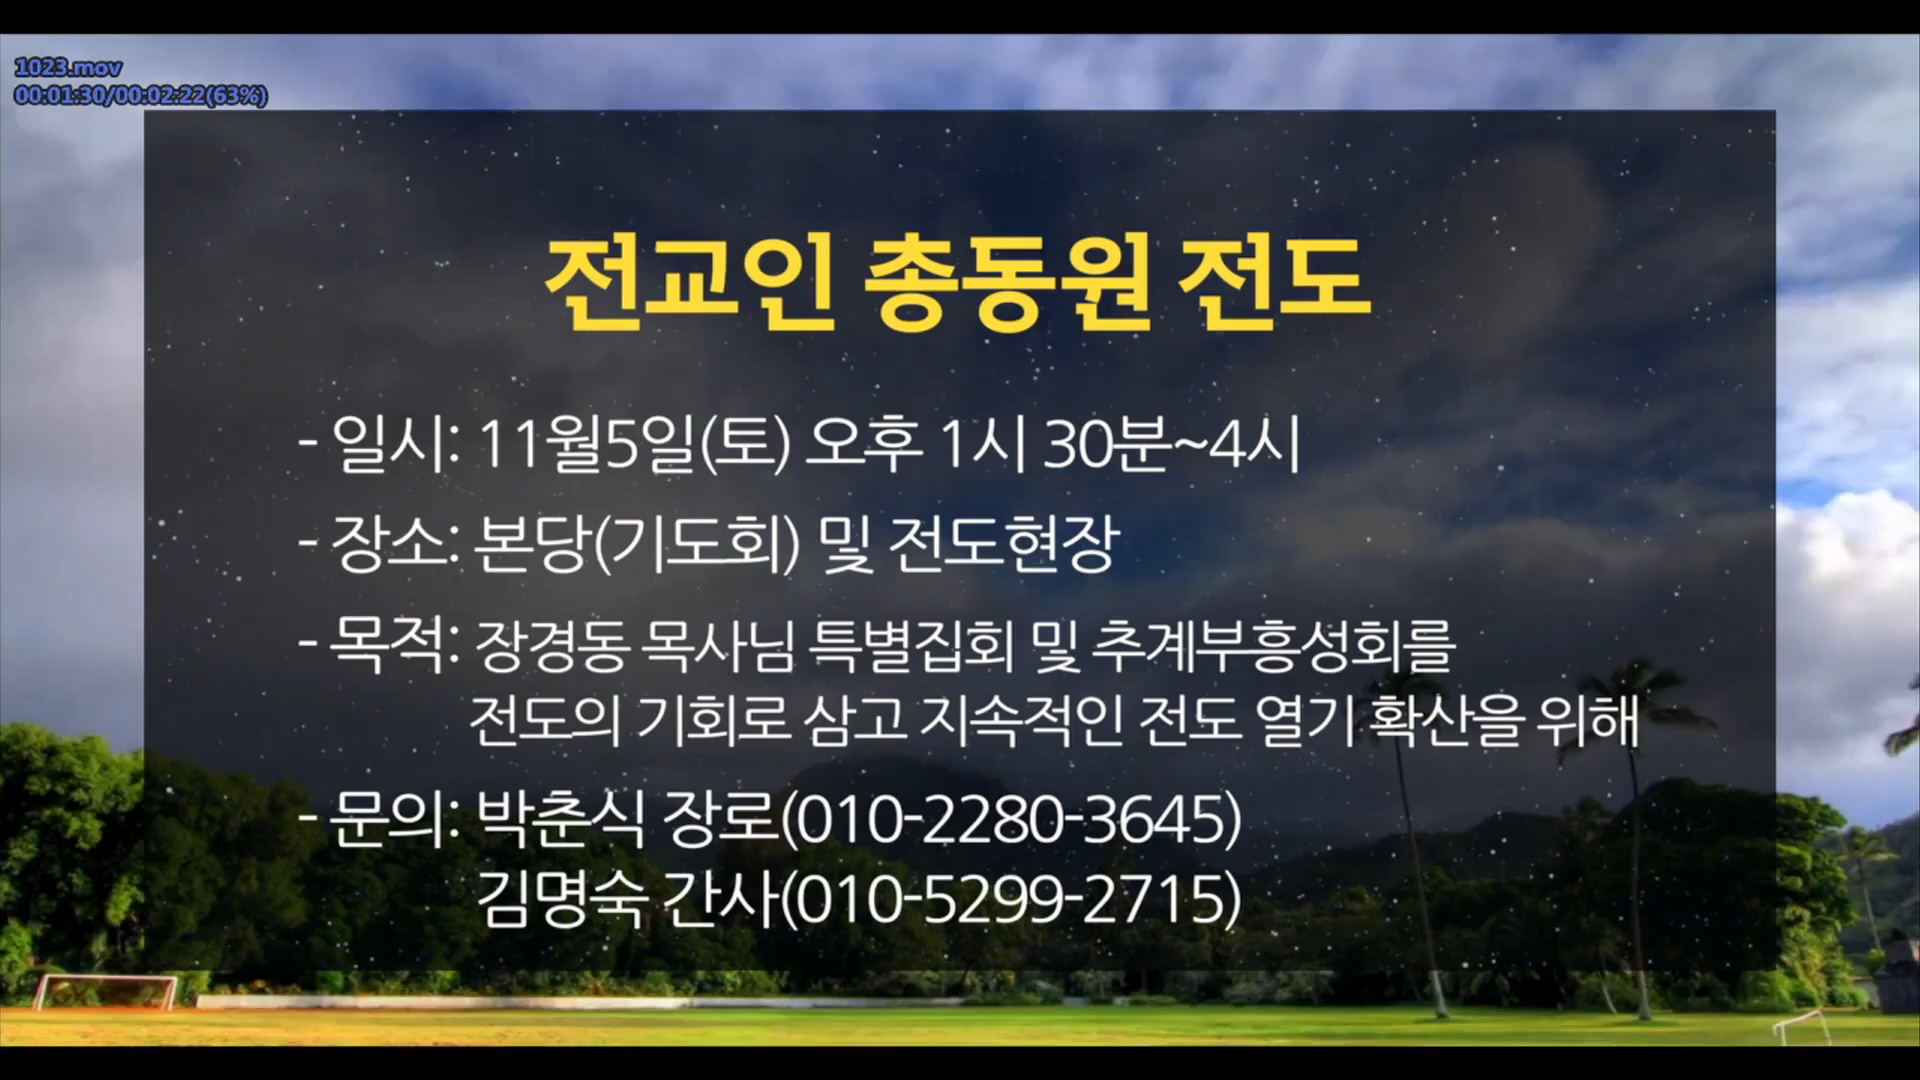 1023.mov
00:01:30/00:02:22(63%)
전교인 총동원 전도
- 일시: 11월5일(토) 오후 1시 30분~4시
- 장소: 본당(기도회) 및 전도현장
- 목적: 장경동 목사님 특별집회 및 추계부흥성회를
전도의 기회로 삼고 지속적인 전도 열기 확산을 위해
- 문의: 박춘식 장로(010-2280-3645)
김명숙 간사(010-5299-2715)